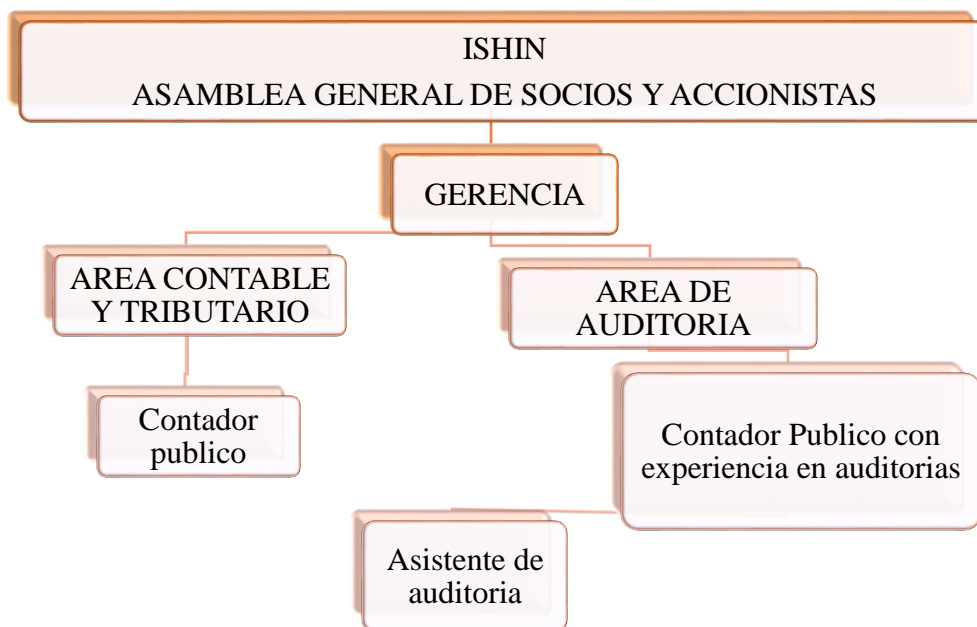 ISHIN
ASAMBLEA GENERAL DE SOCIOS Y ACCIONISTAS
GERENCIA
AREA CONTABLE
Y TRIBUTARIO
AREA DE
AUDITORIA
Contador
publico
Contador Publico con
experiencia en auditorias
Asistente de
auditoria